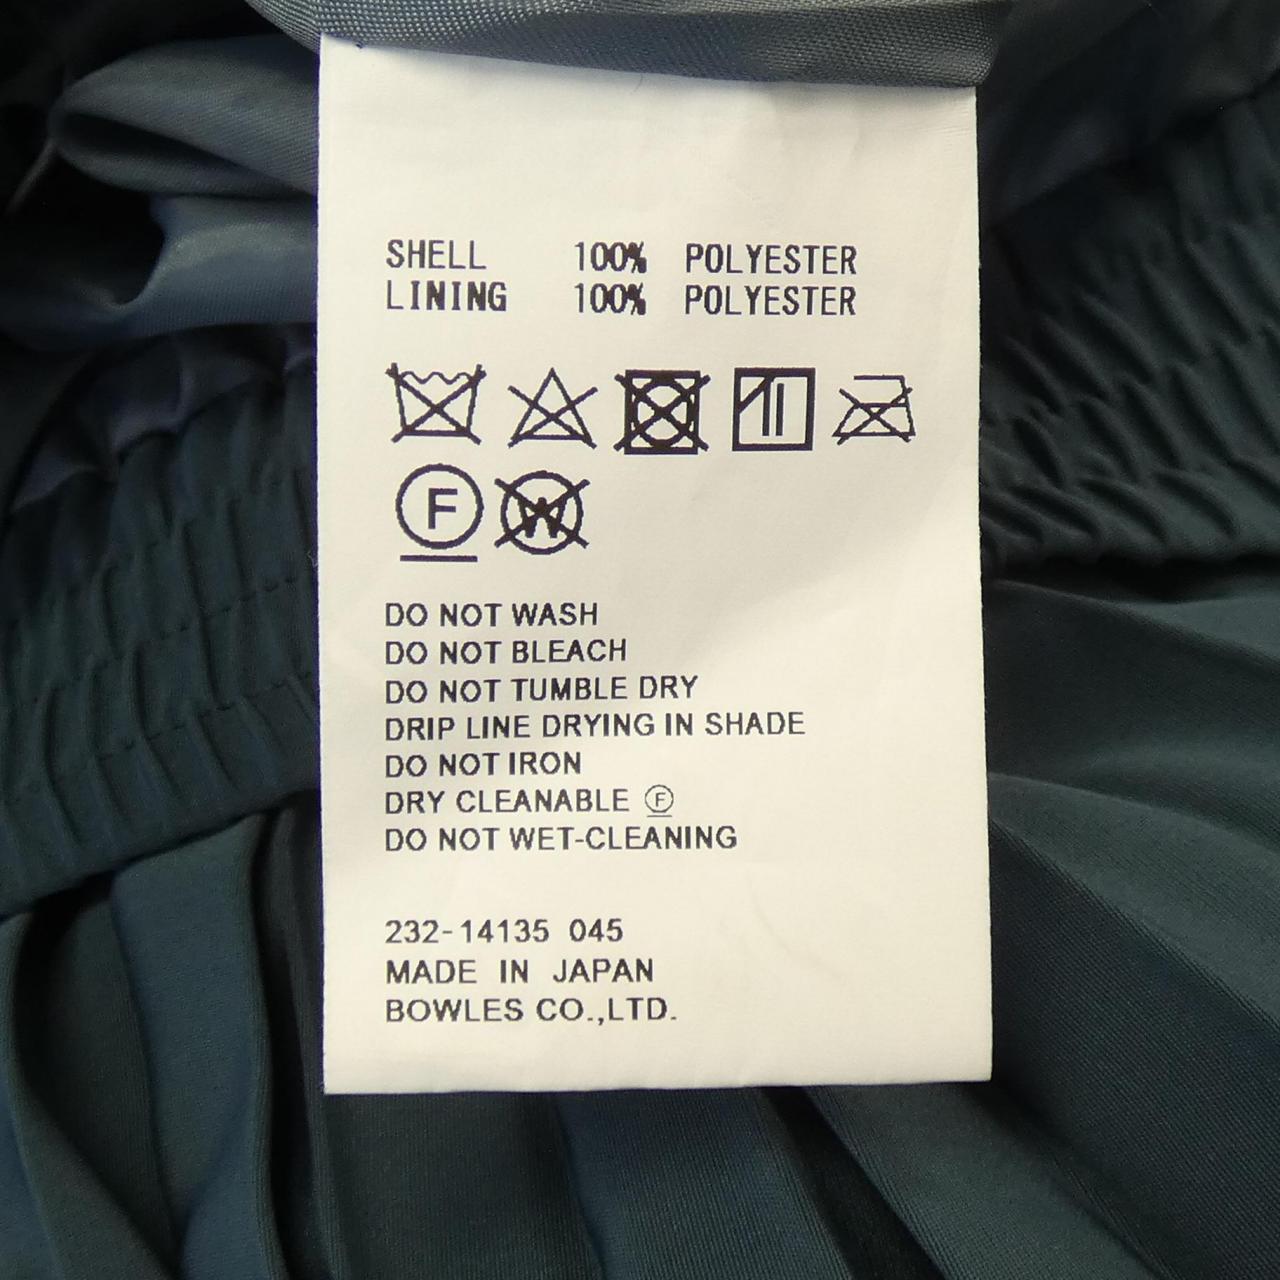 SHELL 100% POLYESTER
LINING 100% POLYESTER
F W
DO NOT WASH
DO NOT BLEACH
DO NOT TUMBLE DRY
DRIP LINE DRYING IN SHADE
DO NOT IRON
DRY CLEANABLE Ⓕ
DO NOT WET-CLEANING
232-14135 045
MADE IN JAPAN
BOWLES CO.,LTD.